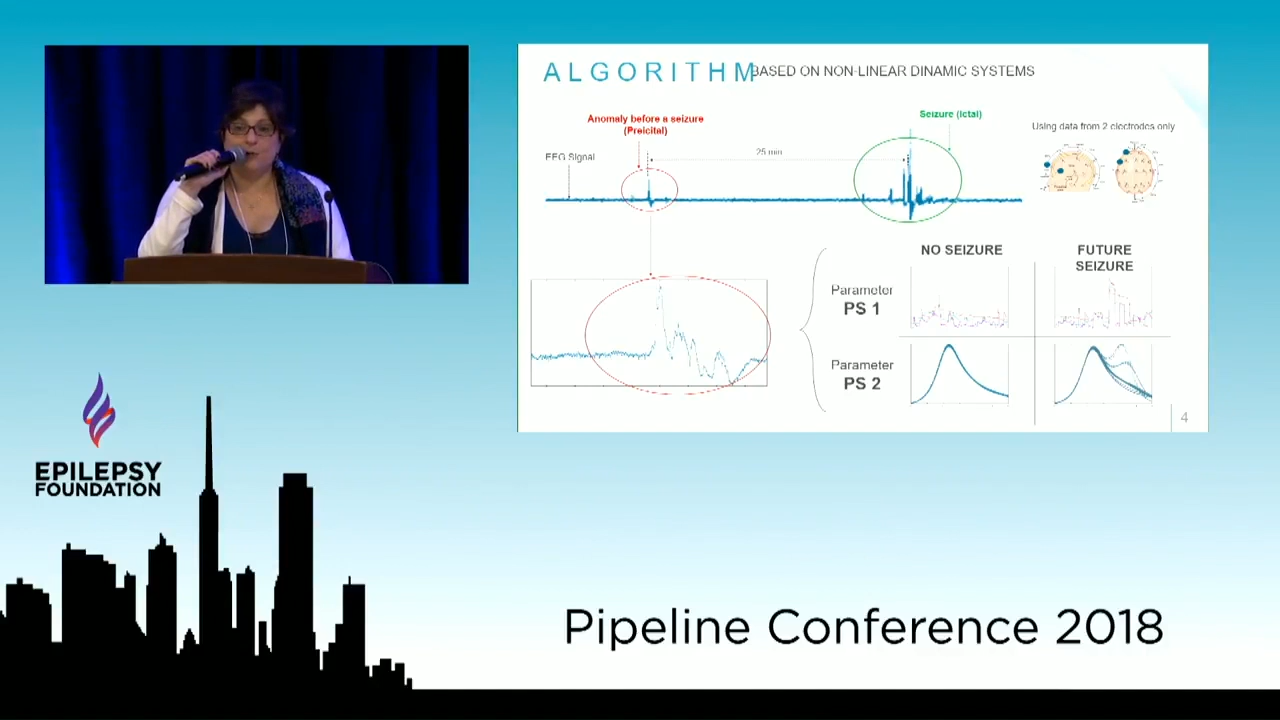 ALGORITHM BASED ON NON-LINEAR DINAMIC SYSTEMS
Anomaly before a seizure
(Preicital)
Seizure (Ictal)
Using data from 2 electrodes only
EEG Signal
25 min
NO SEIZURE
FUTURE
SEIZURE
Parameter
PS 1
Parameter
PS 2
4
EPILEPSY
FOUNDATION
Pipeline Conference 2018